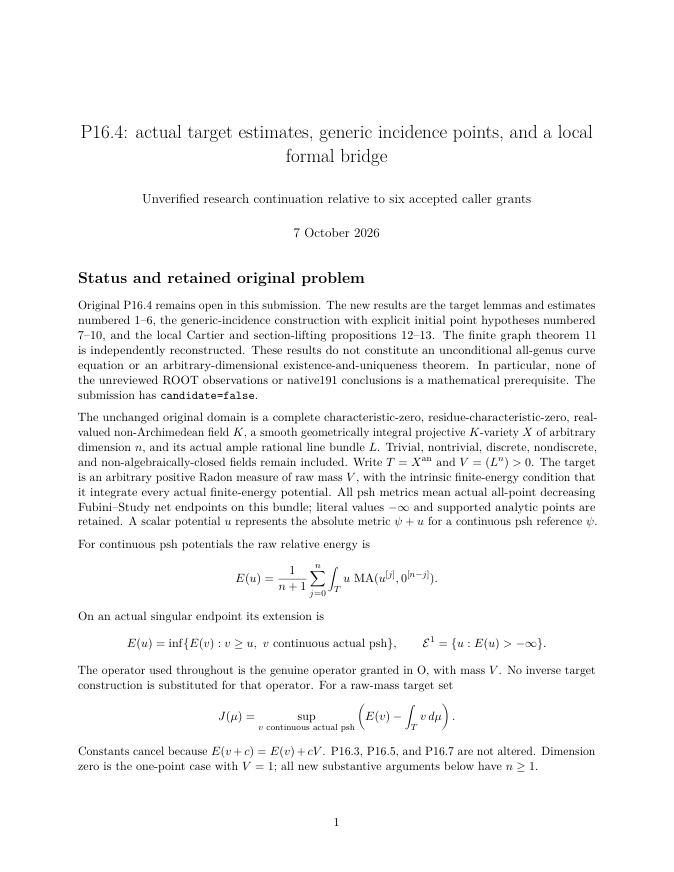 P16.4: actual target estimates, generic incidence points, and a local
formal bridge
Unverified research continuation relative to six accepted caller grants
7 October 2026
Status and retained original problem
Original P16.4 remains open in this submission. The new results are the target lemmas and estimates
numbered 1–6, the generic-incidence construction with explicit initial point hypotheses numbered
7–10, and the local Cartier and section-lifting propositions 12–13. The finite graph theorem 11
is independently reconstructed. These results do not constitute an unconditional all-genus curve
equation or an arbitrary-dimensional existence-and-uniqueness theorem. In particular, none of
the unreviewed ROOT observations or native191 conclusions is a mathematical prerequisite. The
submission has candidate=false.
The unchanged original domain is a complete characteristic-zero, residue-characteristic-zero, real-
valued non-Archimedean field K, a smooth geometrically integral projective K-variety X of arbitrary
dimension n, and its actual ample rational line bundle L. Trivial, nontrivial, discrete, nondiscrete,
and non-algebraically-closed fields remain included. Write T = X^an and V = (L^n) > 0. The target
is an arbitrary positive Radon measure of raw mass V, with the intrinsic finite-energy condition that
it integrate every actual finite-energy potential. All psh metrics mean actual all-point decreasing
Fubini–Study net endpoints on this bundle; literal values −∞ and supported analytic points are
retained. A scalar potential u represents the absolute metric ψ + u for a continuous psh reference ψ.
For continuous psh potentials the raw relative energy is
E(u) = 1/(n + 1) ∑_{j=0}^{n} ∫_T u MA(u^{[j]}, 0^{[n−j]}).
On an actual singular endpoint its extension is
E(u) = inf{E(v) : v ≥ u, v continuous actual psh}, 𝓔^1 = {u : E(u) > −∞}.
The operator used throughout is the genuine operator granted in O, with mass V. No inverse target
construction is substituted for that operator. For a raw-mass target set
J(μ) = sup_{v continuous actual psh} (E(v) − ∫_T v dμ).
Constants cancel because E(v + c) = E(v) + cV. P16.3, P16.5, and P16.7 are not altered. Dimension
zero is the one-point case with V = 1; all new substantive arguments below have n ≥ 1.
1